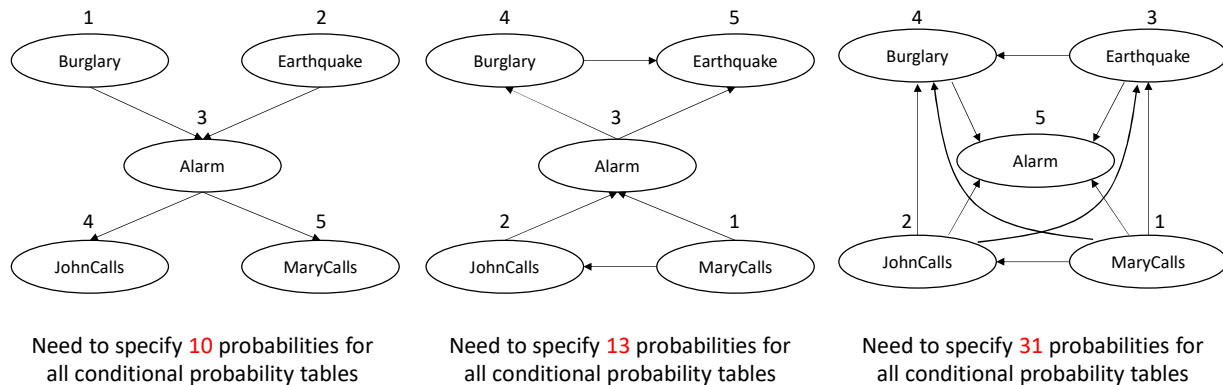 1
2
Burglary
Earthquake
3
Alarm
4
5
JohnCalls
MaryCalls
Need to specify 10 probabilities for
all conditional probability tables
4
5
Burglary
Earthquake
3
Alarm
2
1
JohnCalls
MaryCalls
Need to specify 13 probabilities for
all conditional probability tables
4
3
Burglary
Earthquake
5
Alarm
2
1
JohnCalls
MaryCalls
Need to specify 31 probabilities for
all conditional probability tables